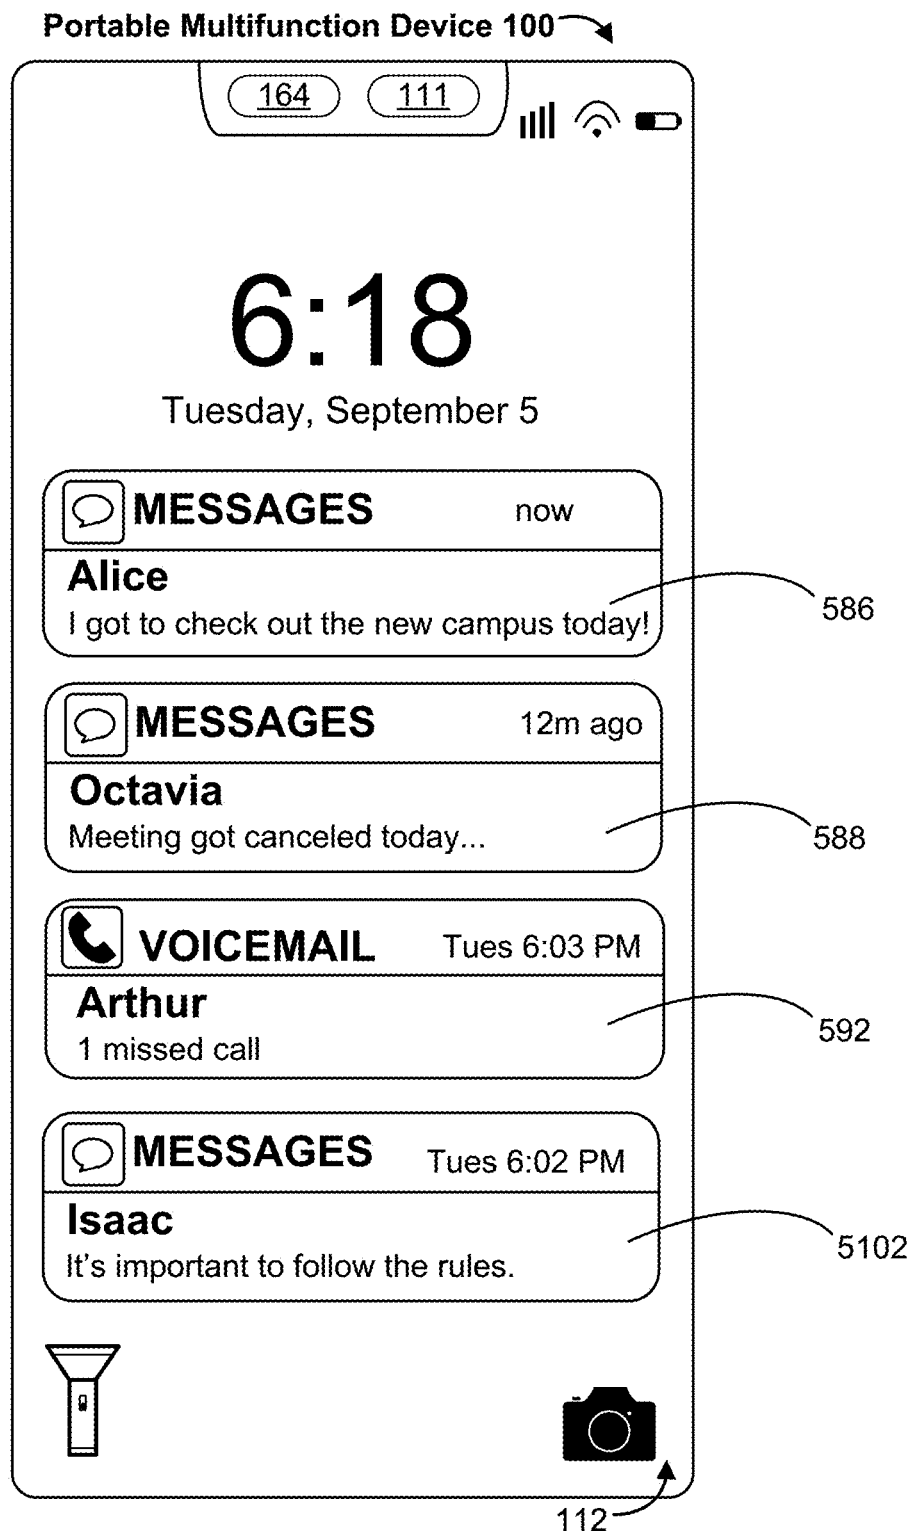 Portable Multifunction Device 100
164 111
6:18
Tuesday, September 5
MESSAGES now
Alice
I got to check out the new campus today!
586
MESSAGES 12m ago
Octavia
Meeting got canceled today...
588
VOICEMAIL Tues 6:03 PM
Arthur
1 missed call
592
MESSAGES Tues 6:02 PM
Isaac
It's important to follow the rules.
5102
112